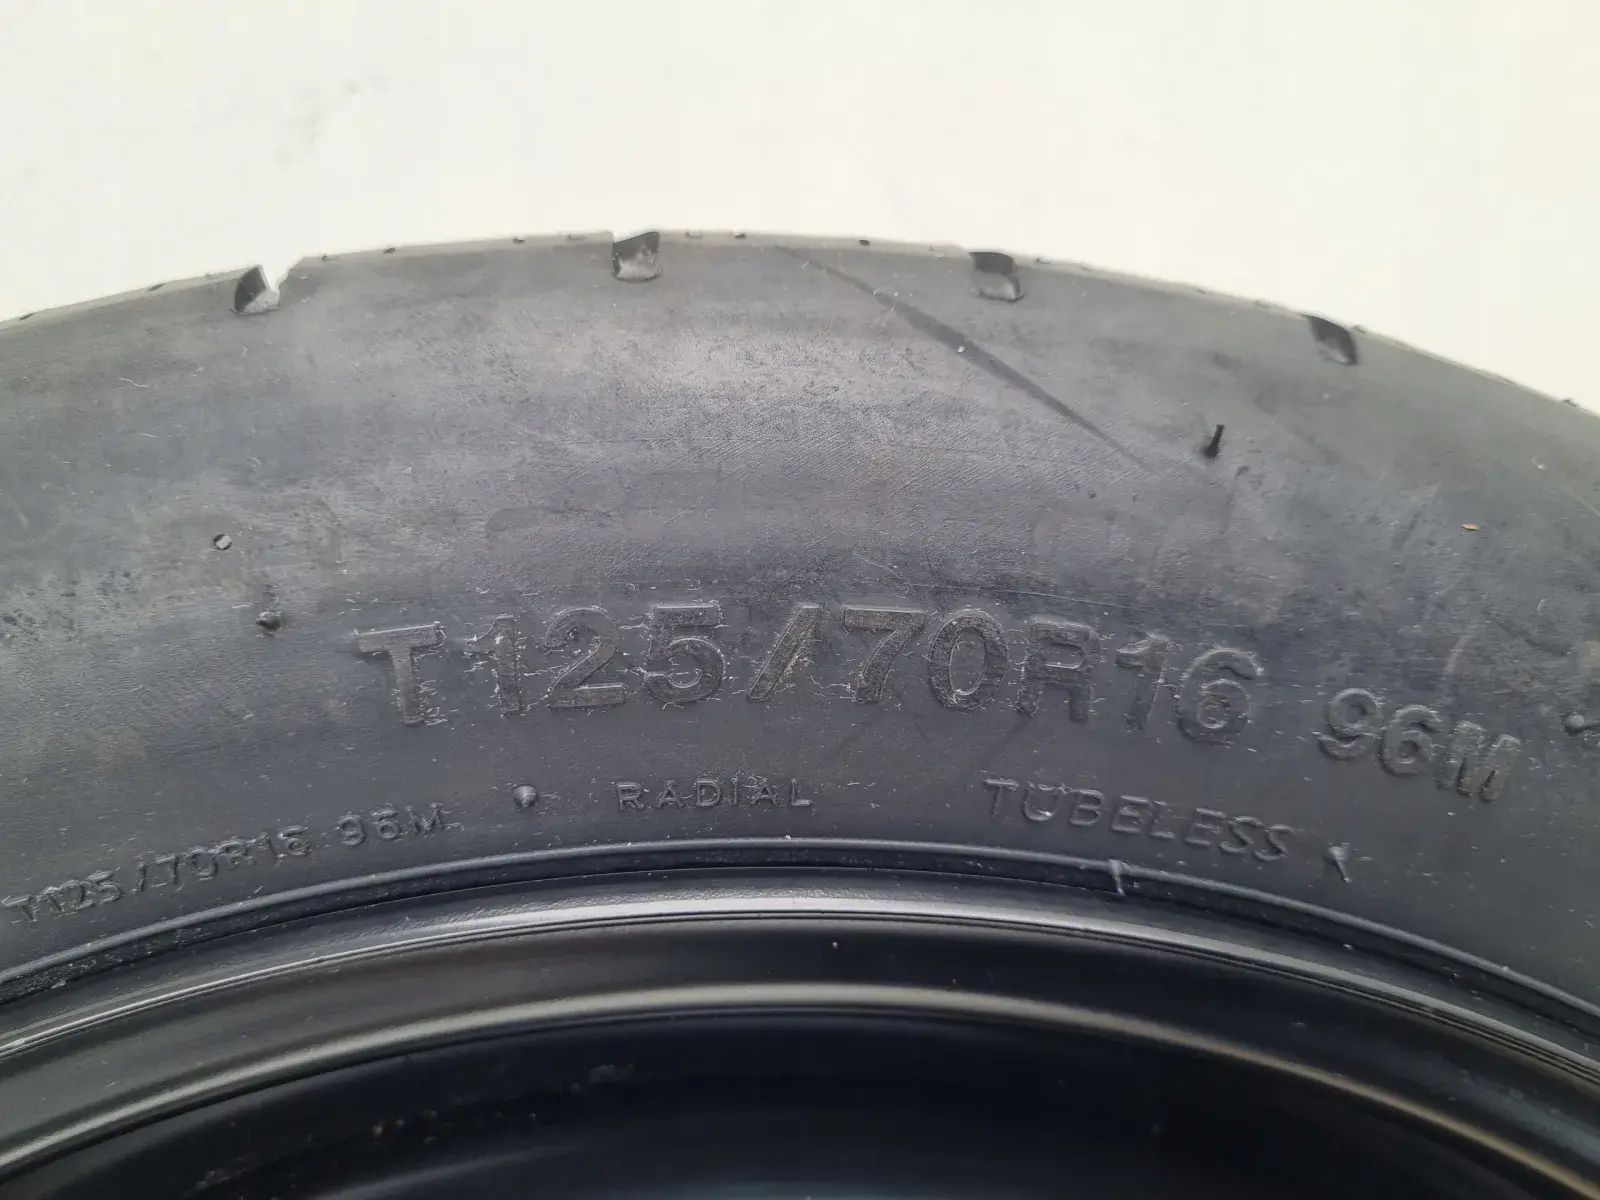 T125/70R16 96M
T125/70R16 96M RADIAL TUBELESS